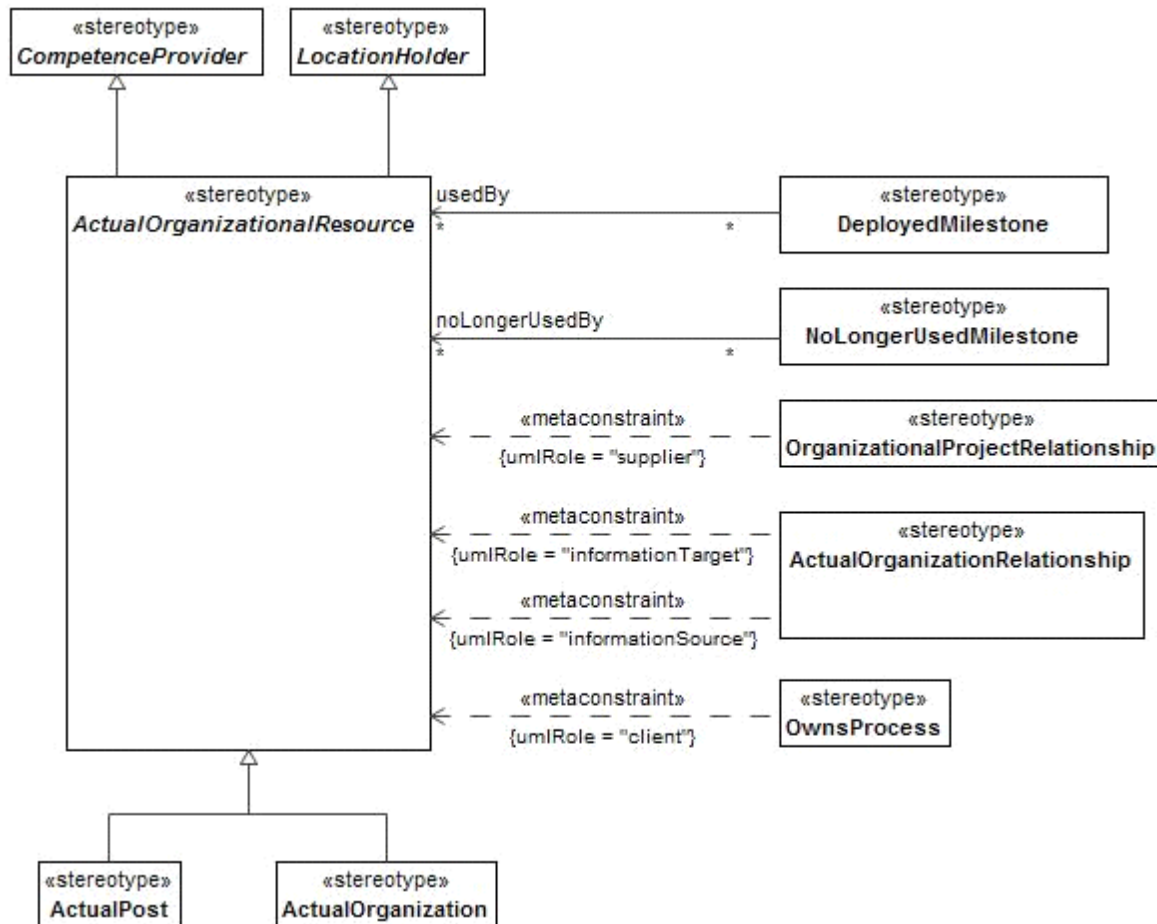 «stereotype»
CompetenceProvider
«stereotype»
LocationHolder
«stereotype»
ActualOrganizationalResource
usedBy
*
*
«stereotype»
DeployedMilestone
noLongerUsedBy
*
*
«stereotype»
NoLongerUsedMilestone
«metaconstraint»
{umlRole = "supplier"}
«stereotype»
OrganizationalProjectRelationship
«metaconstraint»
{umlRole = "informationTarget"}
«stereotype»
ActualOrganizationRelationship
«metaconstraint»
{umlRole = "informationSource"}
«metaconstraint»
{umlRole = "client"}
«stereotype»
OwnsProcess
«stereotype»
ActualPost
«stereotype»
ActualOrganization